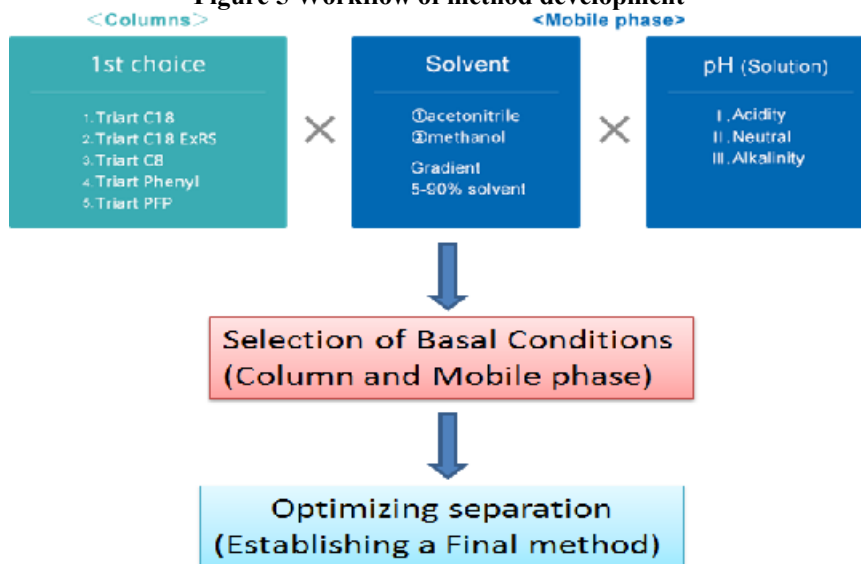 Figure 5 Workflow of method development
<Columns>
<Mobile phase>
1st choice
1.Triart C18
2.Triart C18 ExRS
3.Triart C8
4.Triart Phenyl
5.Triart PFP
×
Solvent
①acetonitrile
②methanol
Gradient
5-90% solvent
×
pH (Solution)
Ⅰ.Acidity
Ⅱ.Neutral
Ⅲ.Alkalinity
Selection of Basal Conditions
(Column and Mobile phase)
Optimizing separation
(Establishing a Final method)